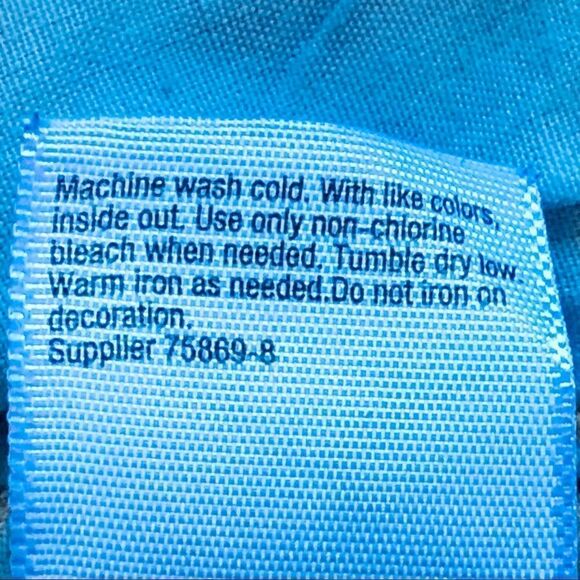 Machine wash cold. With like colors,
inside out. Use only non-chlorine
bleach when needed. Tumble dry low.
Warm iron as needed.Do not iron on
decoration.
Supplier 75869-8